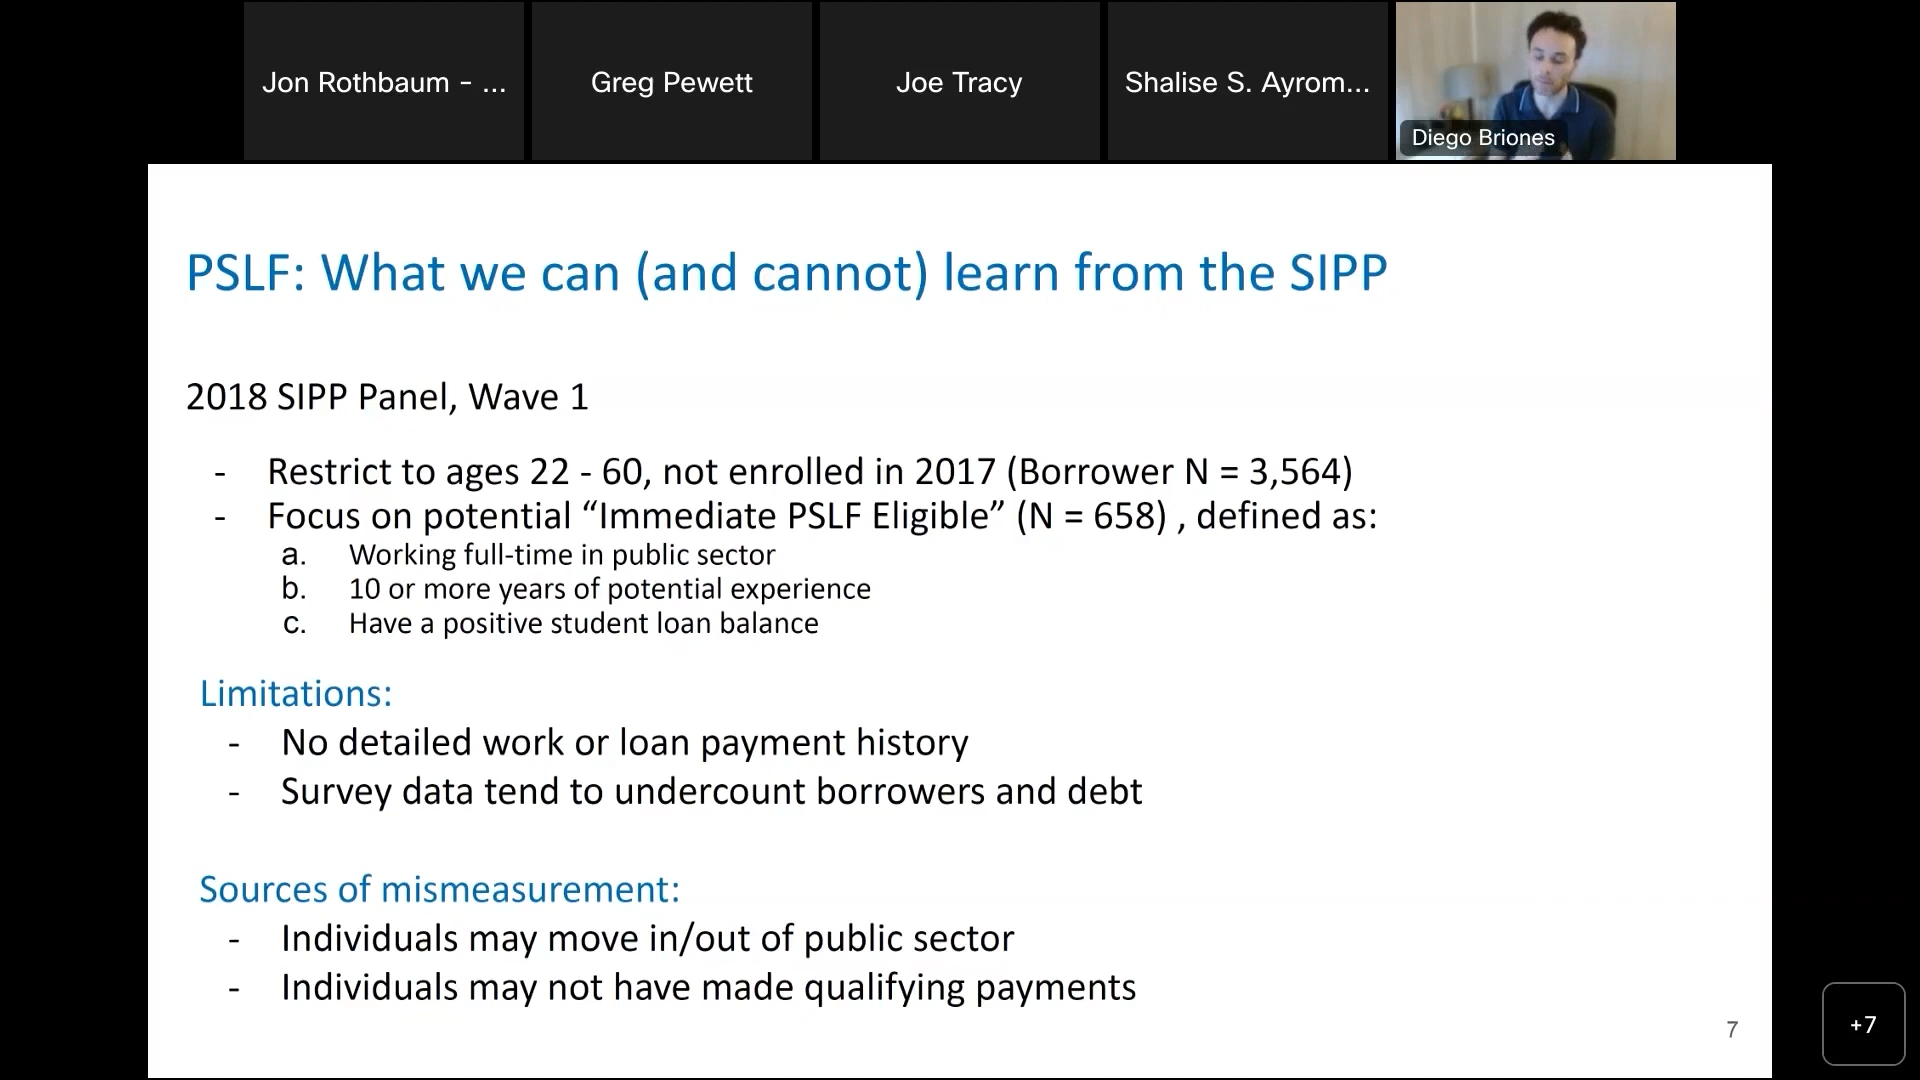 Jon Rothbaum - ...
Greg Pewett
Joe Tracy
Shalise S. Ayrom...
Diego Briones
PSLF: What we can (and cannot) learn from the SIPP
2018 SIPP Panel, Wave 1
- Restrict to ages 22 - 60, not enrolled in 2017 (Borrower N = 3,564)
- Focus on potential “Immediate PSLF Eligible” (N = 658) , defined as:
a. Working full-time in public sector
b. 10 or more years of potential experience
c. Have a positive student loan balance
Limitations:
- No detailed work or loan payment history
- Survey data tend to undercount borrowers and debt
Sources of mismeasurement:
- Individuals may move in/out of public sector
- Individuals may not have made qualifying payments
7
+7